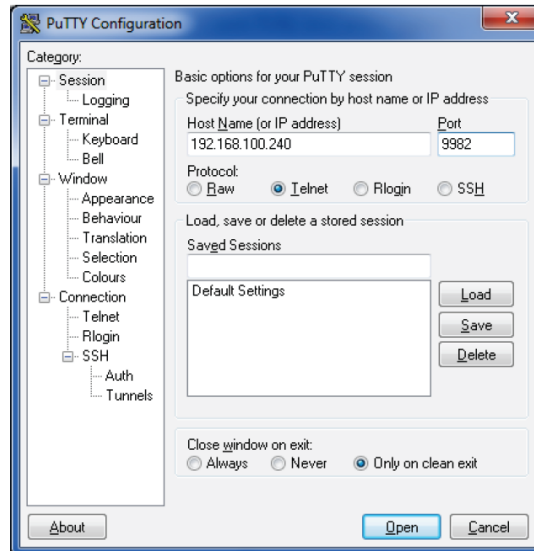 PuTTY Configuration
Category:
Session
Logging
Terminal
Keyboard
Bell
Window
Appearance
Behaviour
Translation
Selection
Colours
Connection
Telnet
Rlogin
SSH
Auth
Tunnels
Basic options for your PuTTY session
Specify your connection by host name or IP address
Host Name (or IP address) Port
192.168.100.240 9982
Protocol:
Raw Telnet Rlogin SSH
Load, save or delete a stored session
Saved Sessions
Default Settings
Load
Save
Delete
Close window on exit:
Always Never Only on clean exit
About Open Cancel